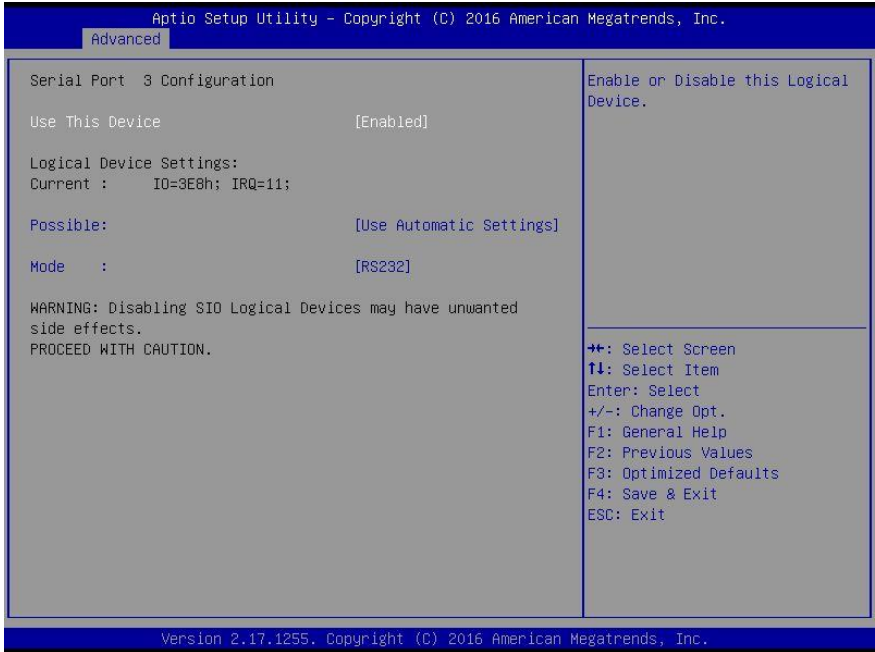 Aptio Setup Utility – Copyright (C) 2016 American Megatrends, Inc.
Advanced
Serial Port 3 Configuration
Use This Device [Enabled]
Logical Device Settings:
Current : IO=3E8h; IRQ=11;
Possible: [Use Automatic Settings]
Mode : [RS232]
WARNING: Disabling SIO Logical Devices may have unwanted
side effects.
PROCEED WITH CAUTION.
Enable or Disable this Logical
Device.
→←: Select Screen
↑↓: Select Item
Enter: Select
+/-: Change Opt.
F1: General Help
F2: Previous Values
F3: Optimized Defaults
F4: Save & Exit
ESC: Exit
Version 2.17.1255. Copyright (C) 2016 American Megatrends, Inc.